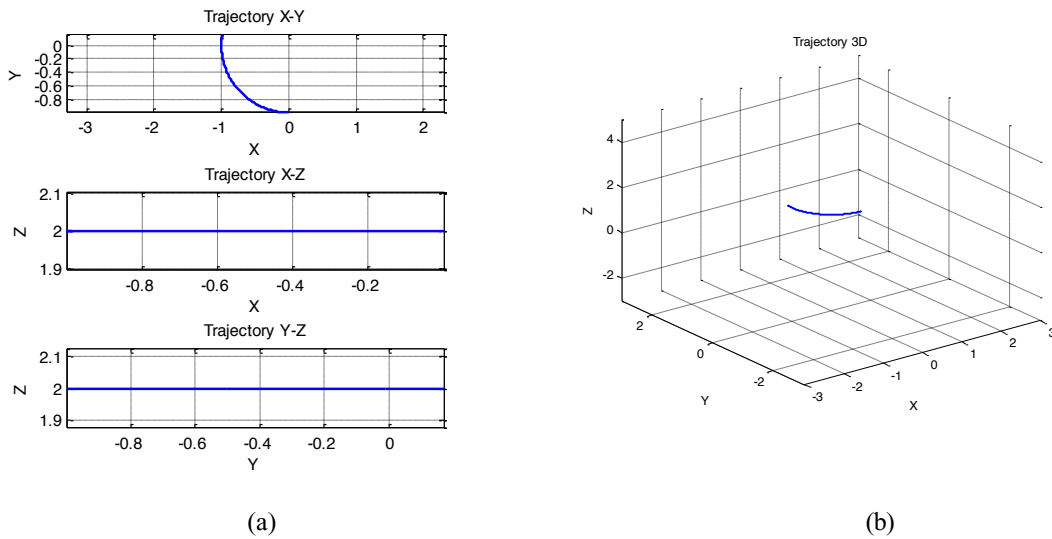 Trajectory X-Y
0
-0.2
-0.4
-0.6
-0.8
Y
-3 -2 -1 0 1 2
X
Trajectory X-Z
2.1
2
1.9
Z
-0.8 -0.6 -0.4 -0.2
X
Trajectory Y-Z
2.1
2
1.9
Z
-0.8 -0.6 -0.4 -0.2 0
Y
(a)
Trajectory 3D
4
2
0
-2
Z
2
0
-2
Y
-3 -2 -1 0 1 2 3
X
(b)